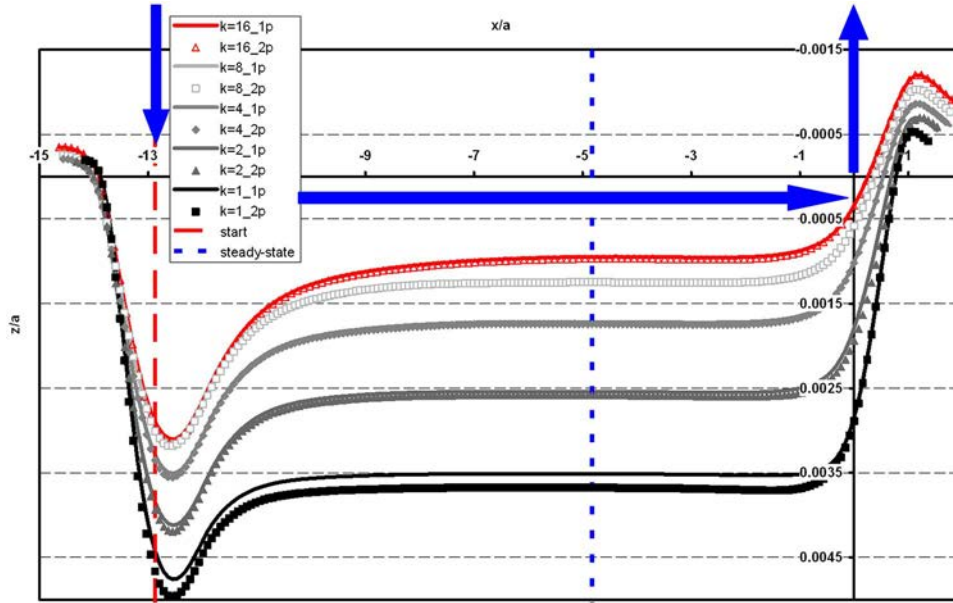 x/a
k=16_1p
k=16_2p
k=8_1p
k=8_2p
k=4_1p
k=4_2p
k=2_1p
k=2_2p
k=1_1p
k=1_2p
start
steady-state
-0.0015
-0.0005
-15 -13 -9 -7 -5 -3 -1 1
0.0005
0.0015
0.0025
0.0035
0.0045
z/a